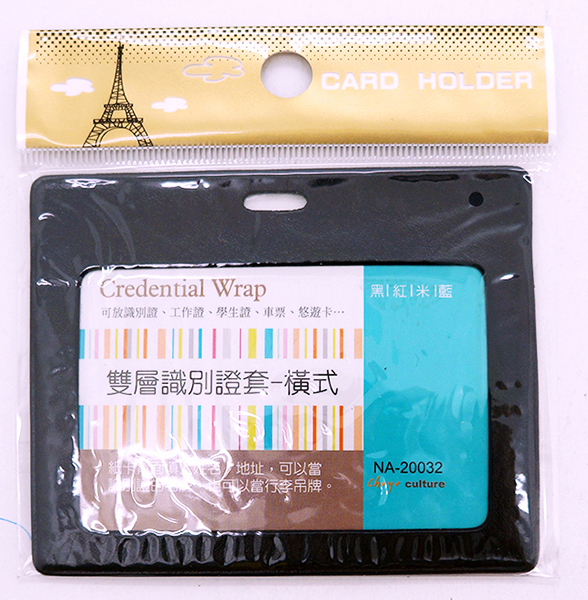 CARD HOLDER
Credential Wrap
可放識別證、工作證、學生證、車票、悠遊卡…
黑|紅|米|藍
雙層識別證套-橫式
地址，可以當
可以當行李吊牌。
NA-20032
culture